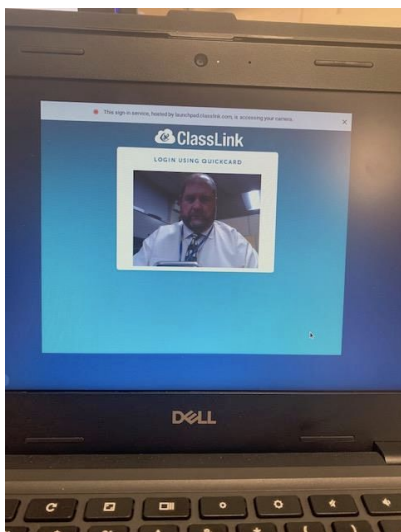 This sign in service, hosted by launchpad.classlink.com, is accessing your camera.
ClassLink
LOGIN USING QUICKCARD
DELL